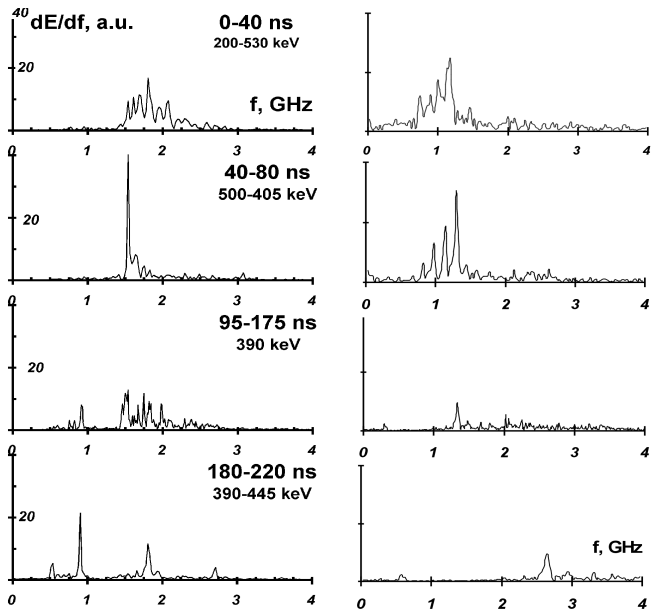 40
dE/df, a.u.
0-40 ns
200-530 keV
20
f, GHz
0 1 2 3 4
0 1 2 3 4
40-80 ns
500-405 keV
20
0 1 2 3 4
0 1 2 3 4
95-175 ns
390 keV
20
0 1 2 3 4
0 1 2 3 4
180-220 ns
390-445 keV
20
f, GHz
0 1 2 3 4
0 1 2 3 4